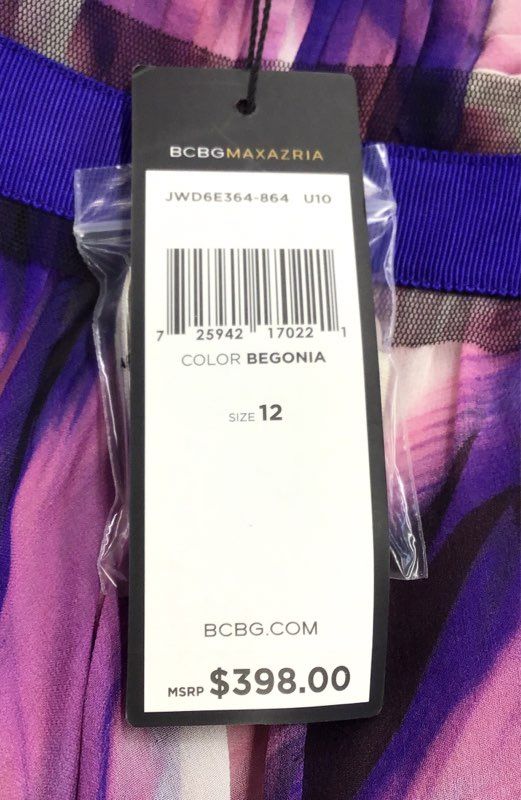 BCBGMAXAZRIA
JWD6E364-864 U10
7 25942 17022 1
COLOR BEGONIA
SIZE 12
BCBG.COM
MSRP $398.00